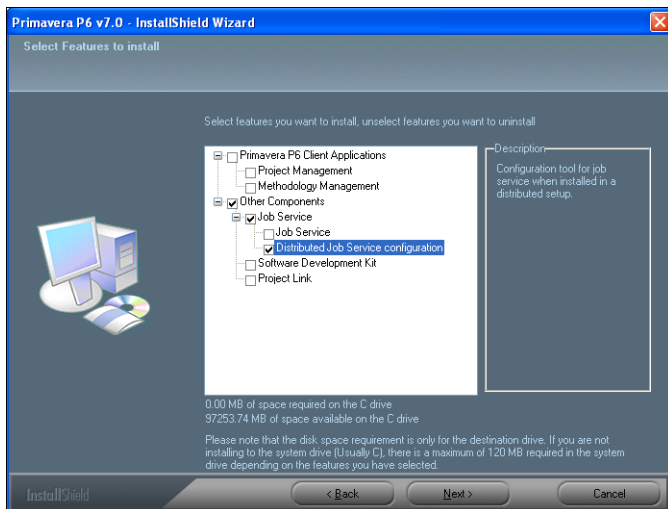 Primavera P6 v7.0 - InstallShield Wizard
Select Features to install
Select features you want to install, unselect features you want to uninstall
Primavera P6 Client Applications
Project Management
Methodology Management
Other Components
Job Service
Job Service
Distributed Job Service configuration
Software Development Kit
Project Link
Description
Configuration tool for job
service when installed in a
distributed setup.
0.00 MB of space required on the C drive
97253.74 MB of space available on the C drive
Please note that the disk space requirement is only for the destination drive. If you are not
installing to the system drive (Usually C), there is a maximum of 120 MB required in the system
drive depending on the features you have selected.
InstallShield
< Back
Next >
Cancel